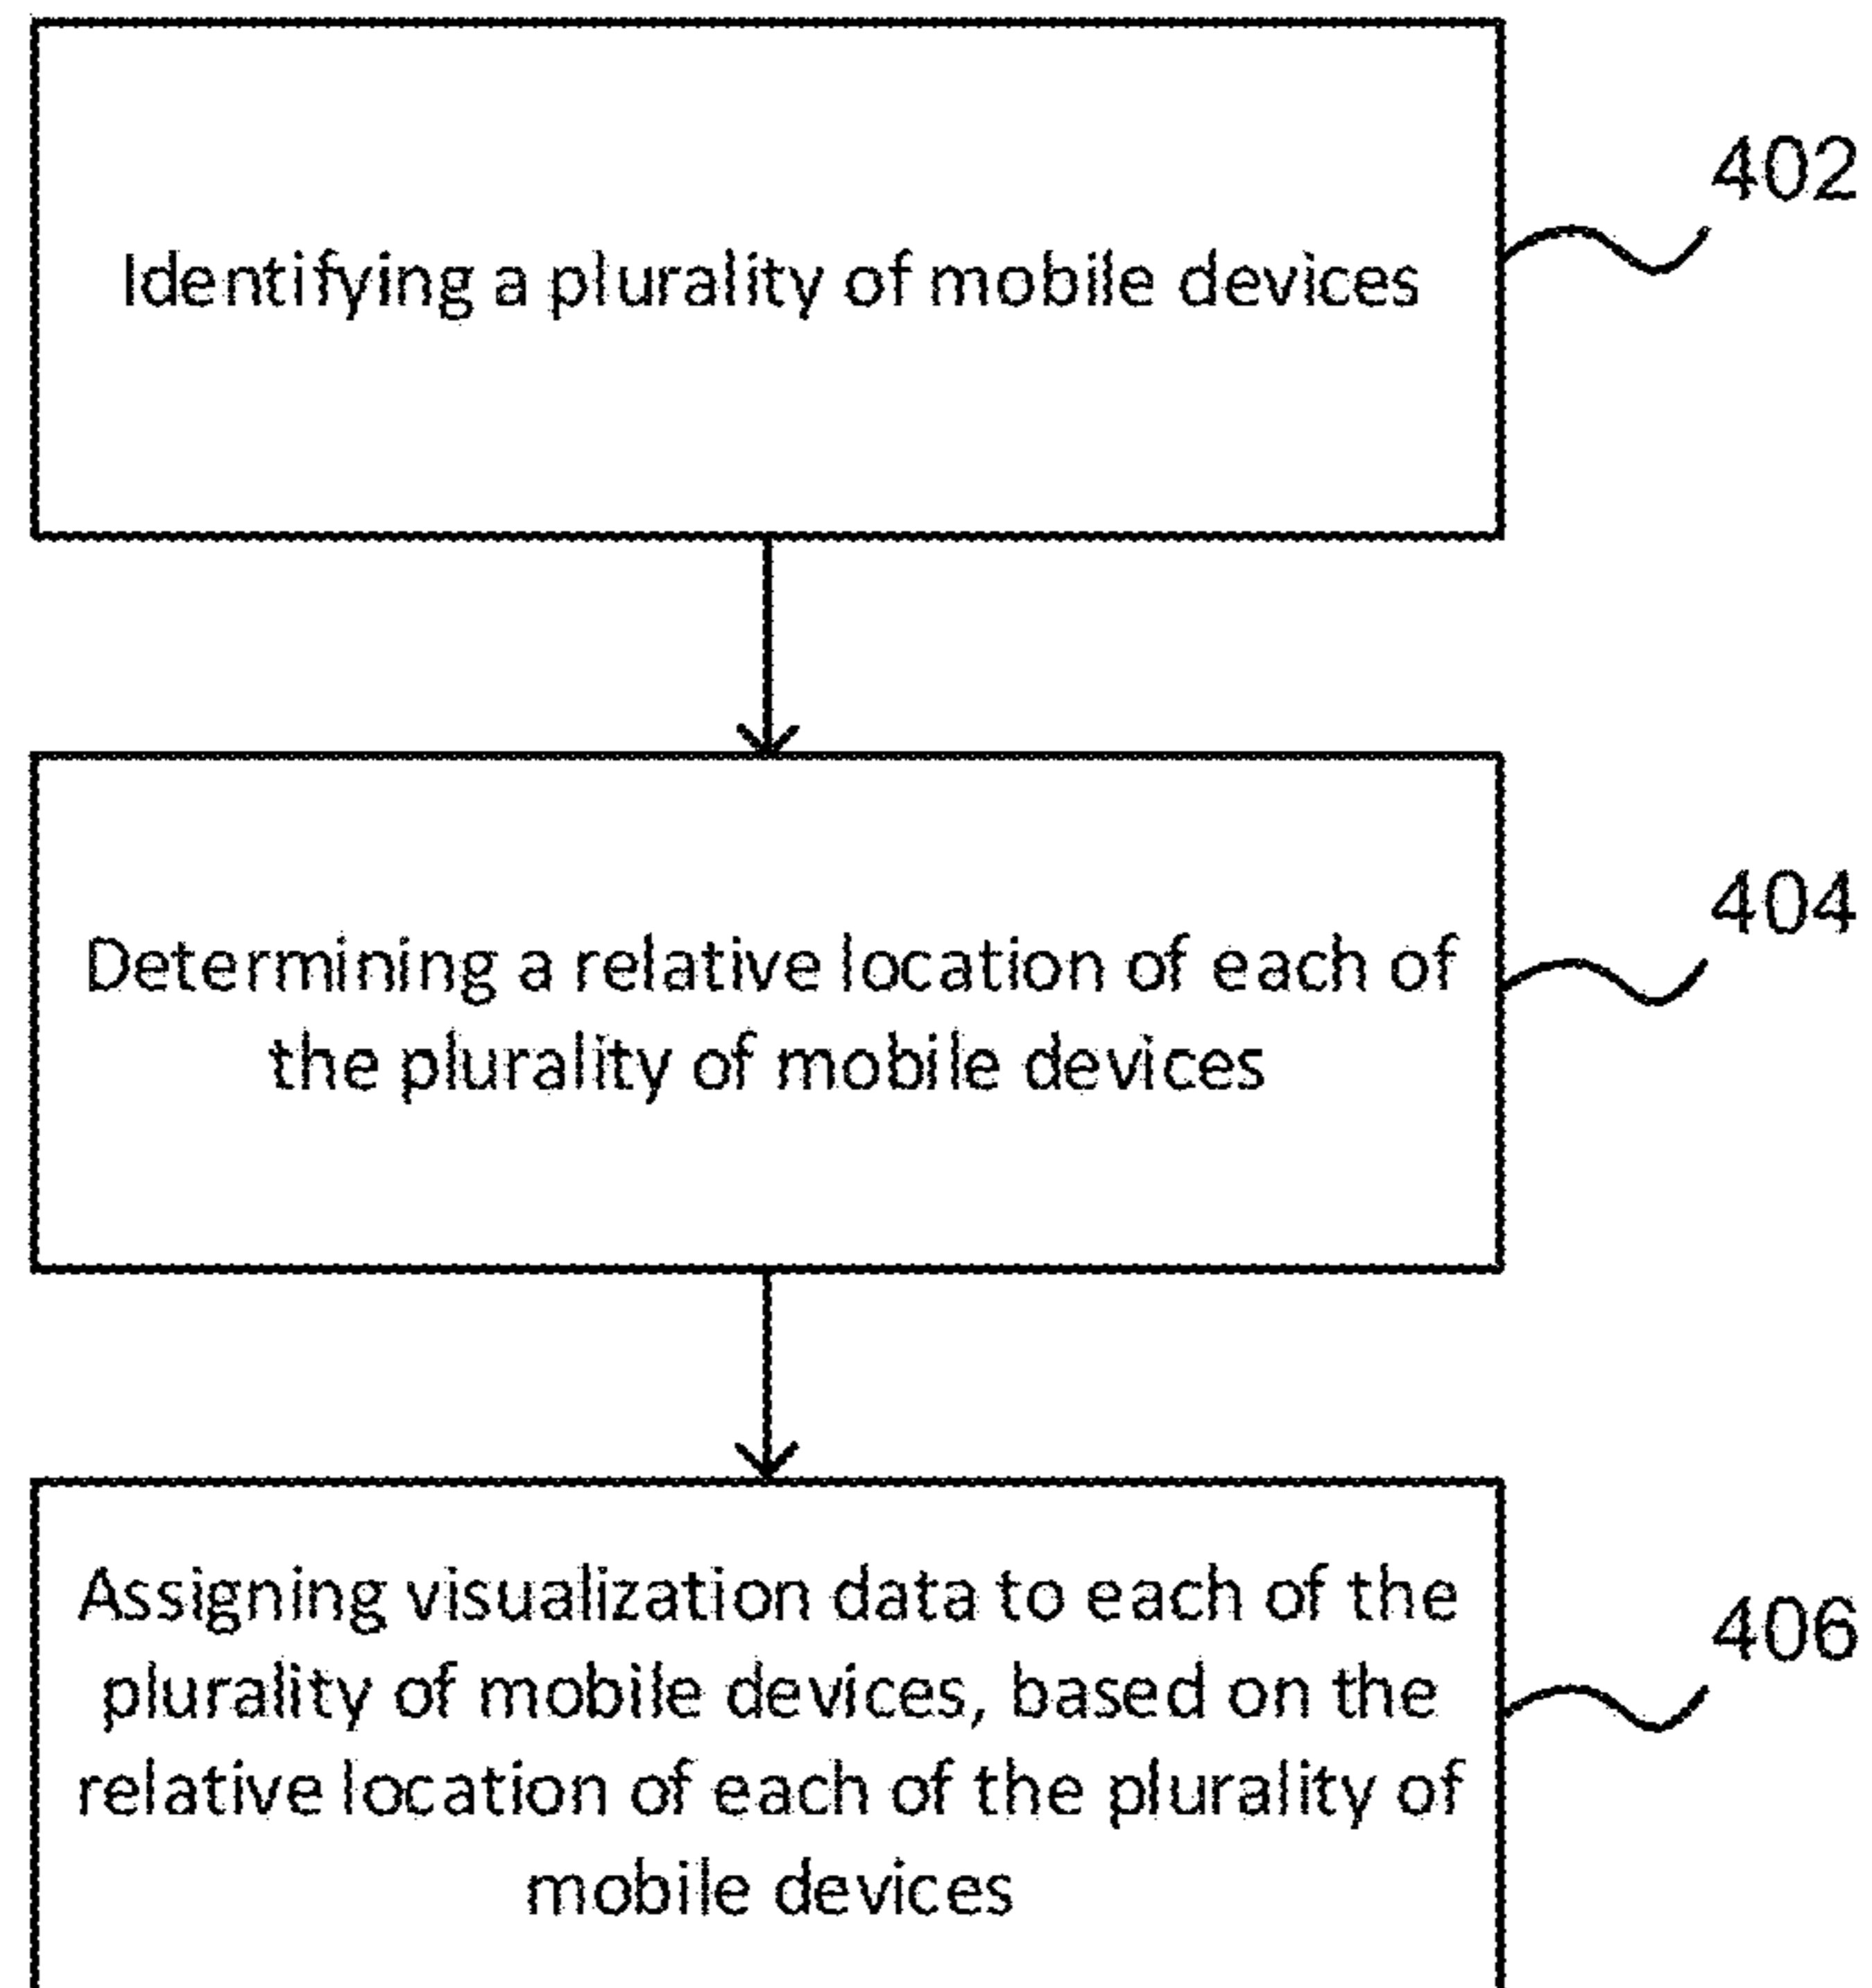 402
Identifying a plurality of mobile devices
404
Determining a relative location of each of
the plurality of mobile devices
406
Assigning visualization data to each of the
plurality of mobile devices, based on the
relative location of each of the plurality of
mobile devices